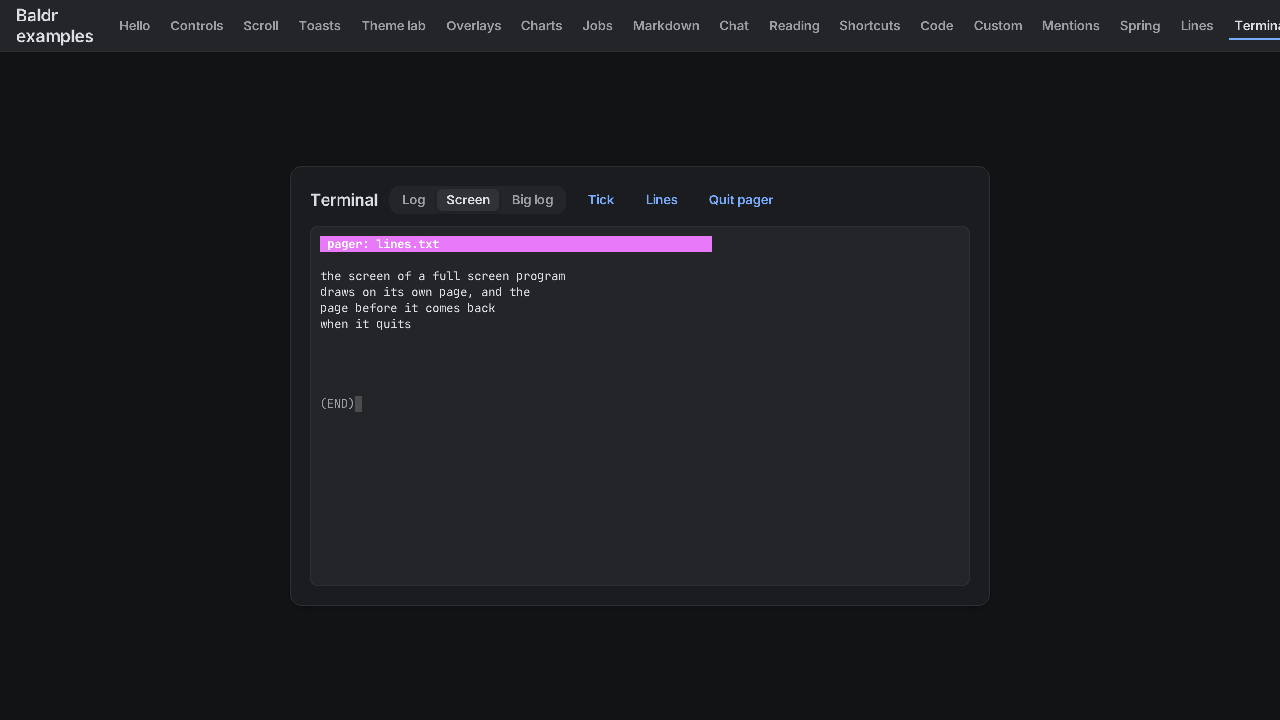 Baldr examples
Hello Controls Scroll Toasts Theme lab Overlays Charts Jobs Markdown Chat Reading Shortcuts Code Custom Mentions Spring Lines Termina
Terminal Log Screen Big log Tick Lines Quit pager
pager: lines.txt
the screen of a full screen program
draws on its own page, and the
page before it comes back
when it quits
(END)